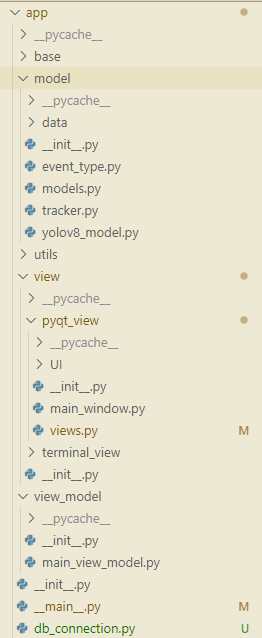 app
__pycache__
base
model
__pycache__
data
__init__.py
event_type.py
models.py
tracker.py
yolov8_model.py
utils
view
__pycache__
pyqt_view
__pycache__
UI
__init__.py
main_window.py
views.py M
terminal_view
__init__.py
view_model
__pycache__
__init__.py
main_view_model.py
__init__.py
__main__.py M
db_connection.py U